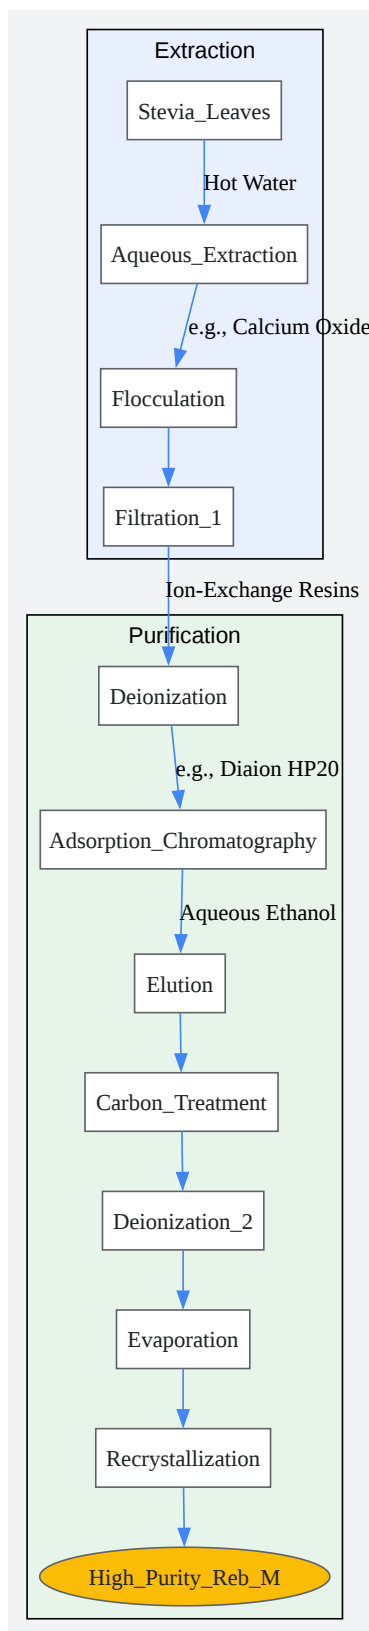 Extraction
Stevia_Leaves
Hot Water
Aqueous_Extraction
e.g., Calcium Oxide
Flocculation
Filtration_1
Ion-Exchange Resins
Purification
Deionization
e.g., Diaion HP20
Adsorption_Chromatography
Aqueous Ethanol
Elution
Carbon_Treatment
Deionization_2
Evaporation
Recrystallization
High_Purity_Reb_M